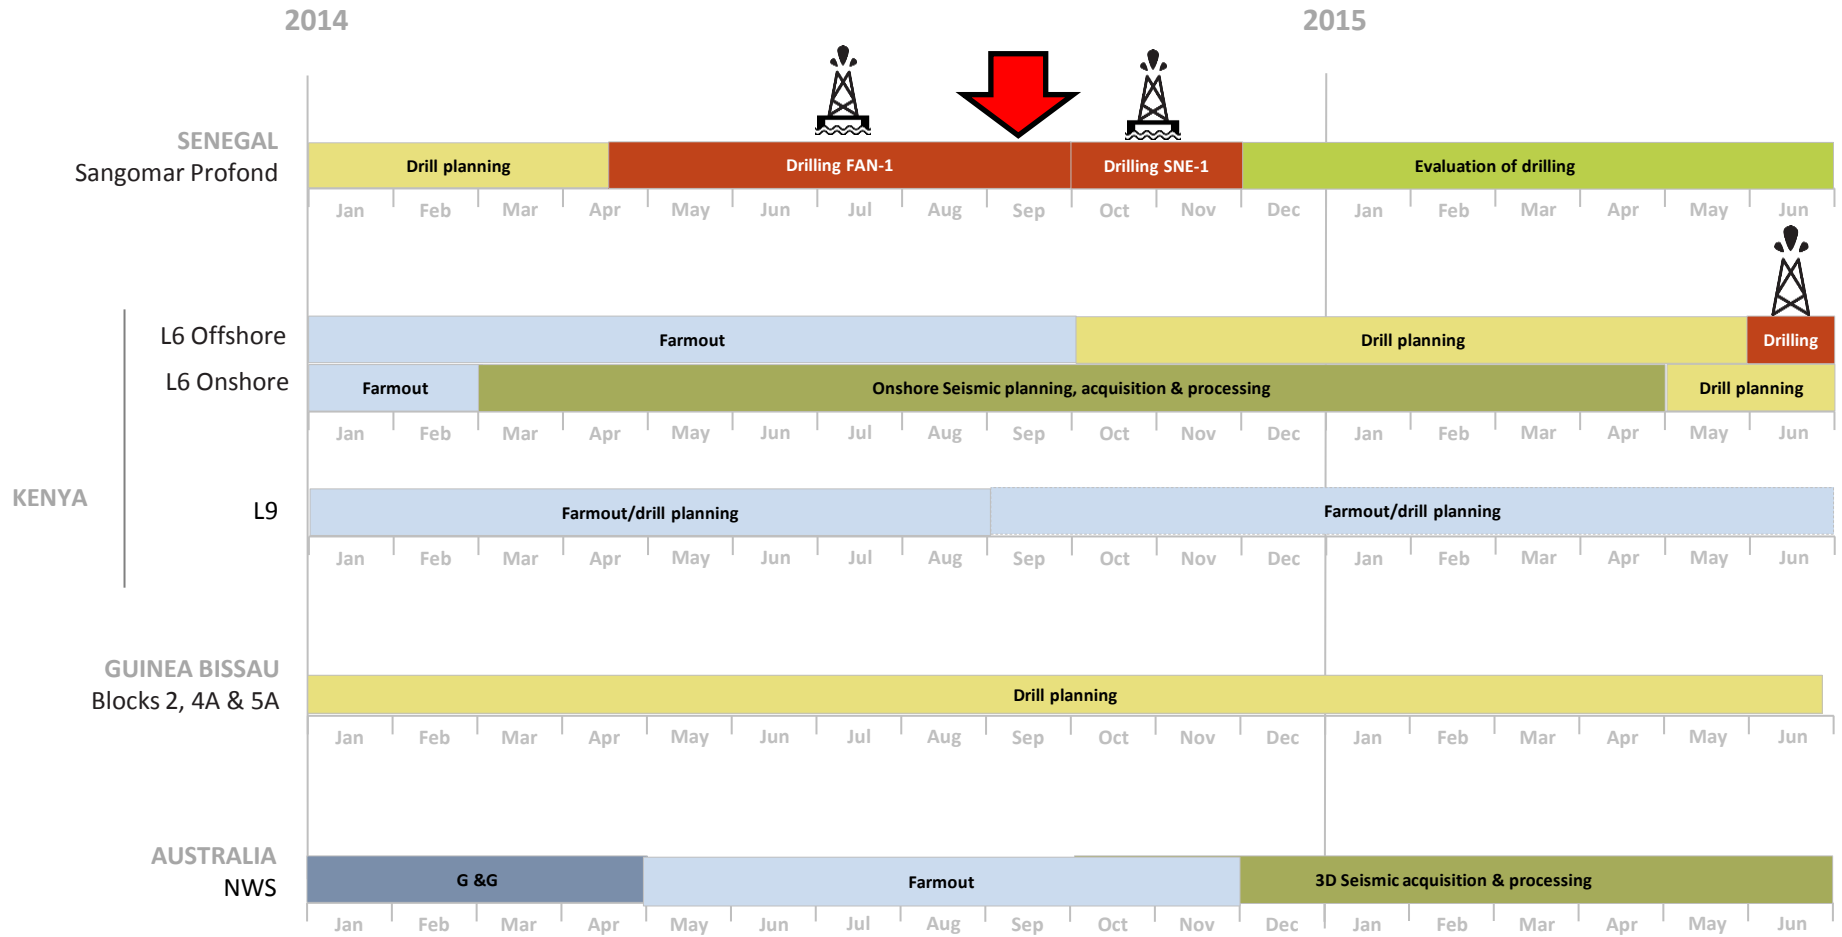 2014
2015
SENEGAL
Sangomar Profond
Drill planning
Drilling FAN-1
Drilling SNE-1
Evaluation of drilling
Jan Feb Mar Apr May Jun Jul Aug Sep Oct Nov Dec Jan Feb Mar Apr May Jun
L6 Offshore
Farmout
Drill planning
Drilling
L6 Onshore
Farmout
Onshore Seismic planning, acquisition & processing
Drill planning
Jan Feb Mar Apr May Jun Jul Aug Sep Oct Nov Dec Jan Feb Mar Apr May Jun
KENYA
L9
Farmout/drill planning
Farmout/drill planning
Jan Feb Mar Apr May Jun Jul Aug Sep Oct Nov Dec Jan Feb Mar Apr May Jun
GUINEA BISSAU
Blocks 2, 4A & 5A
Drill planning
Jan Feb Mar Apr May Jun Jul Aug Sep Oct Nov Dec Jan Feb Mar Apr May Jun
AUSTRALIA
NWS
G &G
Farmout
3D Seismic acquisition & processing
Jan Feb Mar Apr May Jun Jul Aug Sep Oct Nov Dec Jan Feb Mar Apr May Jun